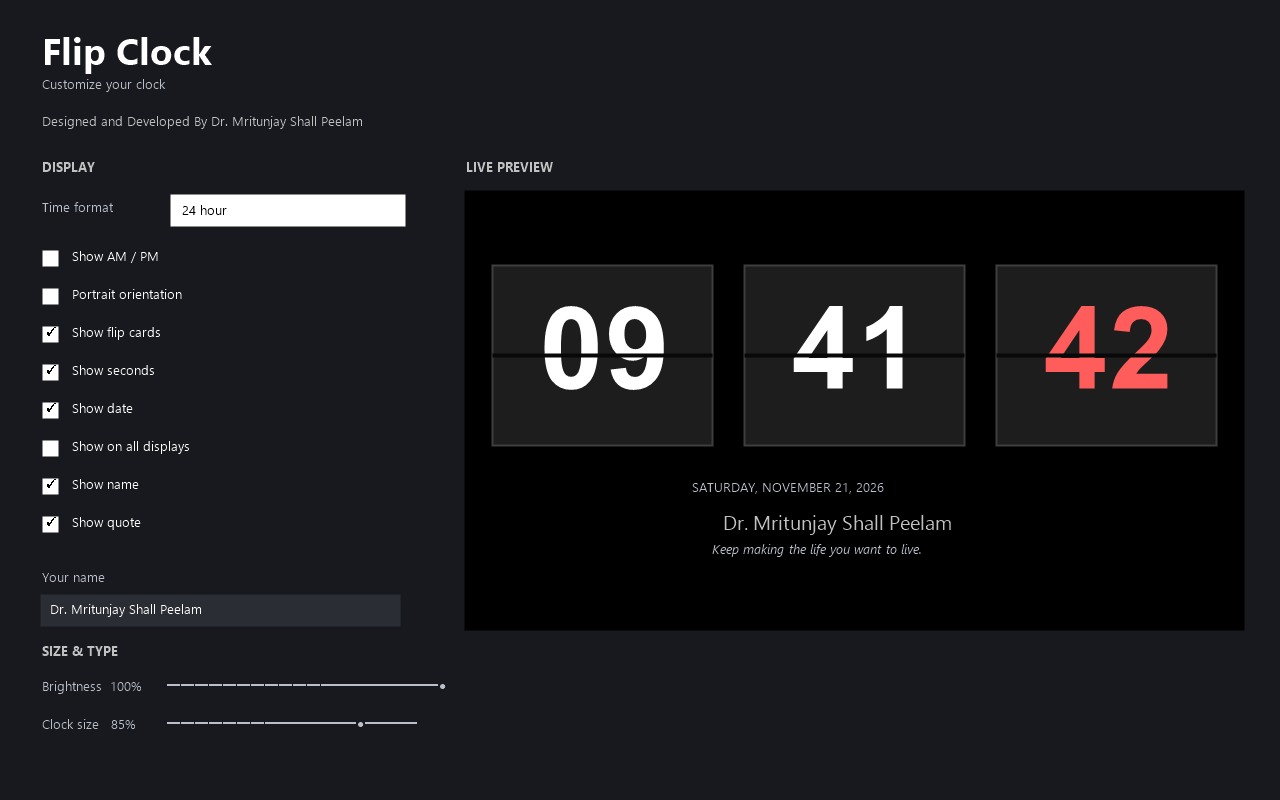 Flip Clock
Customize your clock
Designed and Developed By Dr. Mritunjay Shall Peelam
DISPLAY
Time format
24 hour
Show AM / PM
Portrait orientation
Show flip cards
Show seconds
Show date
Show on all displays
Show name
Show quote
Your name
Dr. Mritunjay Shall Peelam
SIZE & TYPE
Brightness 100%
Clock size 85%
LIVE PREVIEW
09 41 42
SATURDAY, NOVEMBER 21, 2026
Dr. Mritunjay Shall Peelam
Keep making the life you want to live.